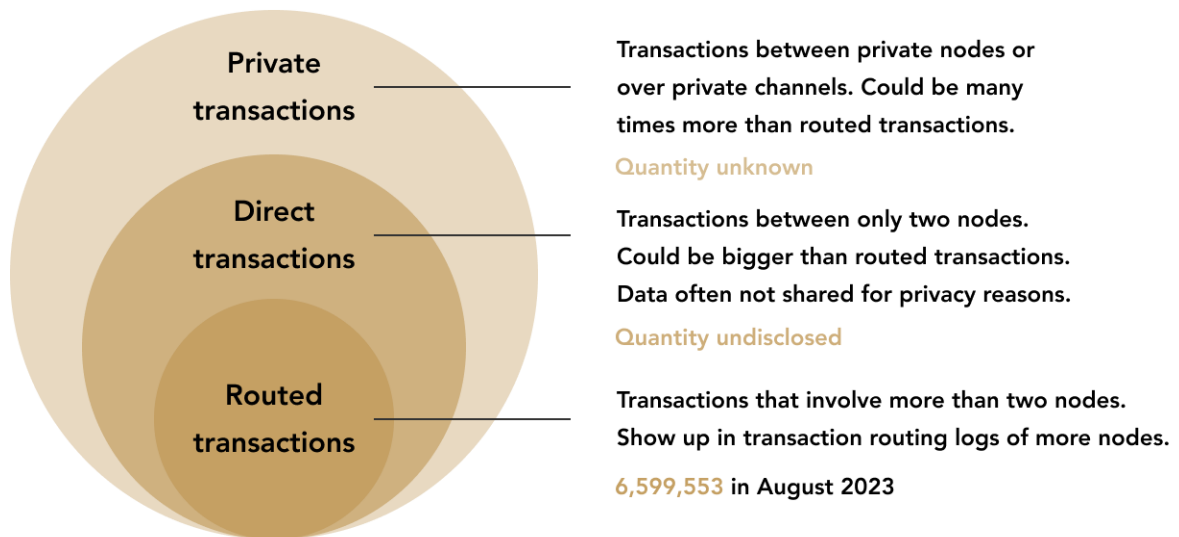 Private
transactions
Transactions between private nodes or
over private channels. Could be many
times more than routed transactions.
Quantity unknown
Direct
transactions
Transactions between only two nodes.
Could be bigger than routed transactions.
Data often not shared for privacy reasons.
Quantity undisclosed
Routed
transactions
Transactions that involve more than two nodes.
Show up in transaction routing logs of more nodes.
6,599,553 in August 2023